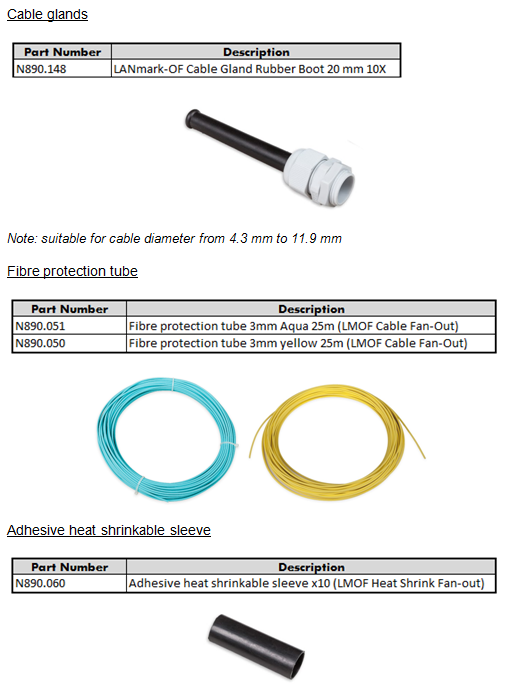 Cable glands
Part Number Description
N890.148 LANmark-OF Cable Gland Rubber Boot 20 mm 10X
Note: suitable for cable diameter from 4.3 mm to 11.9 mm
Fibre protection tube
Part Number Description
N890.051 Fibre protection tube 3mm Aqua 25m (LMOF Cable Fan-Out)
N890.050 Fibre protection tube 3mm yellow 25m (LMOF Cable Fan-Out)
Adhesive heat shrinkable sleeve
Part Number Description
N890.060 Adhesive heat shrinkable sleeve x10 (LMOF Heat Shrink Fan-out)